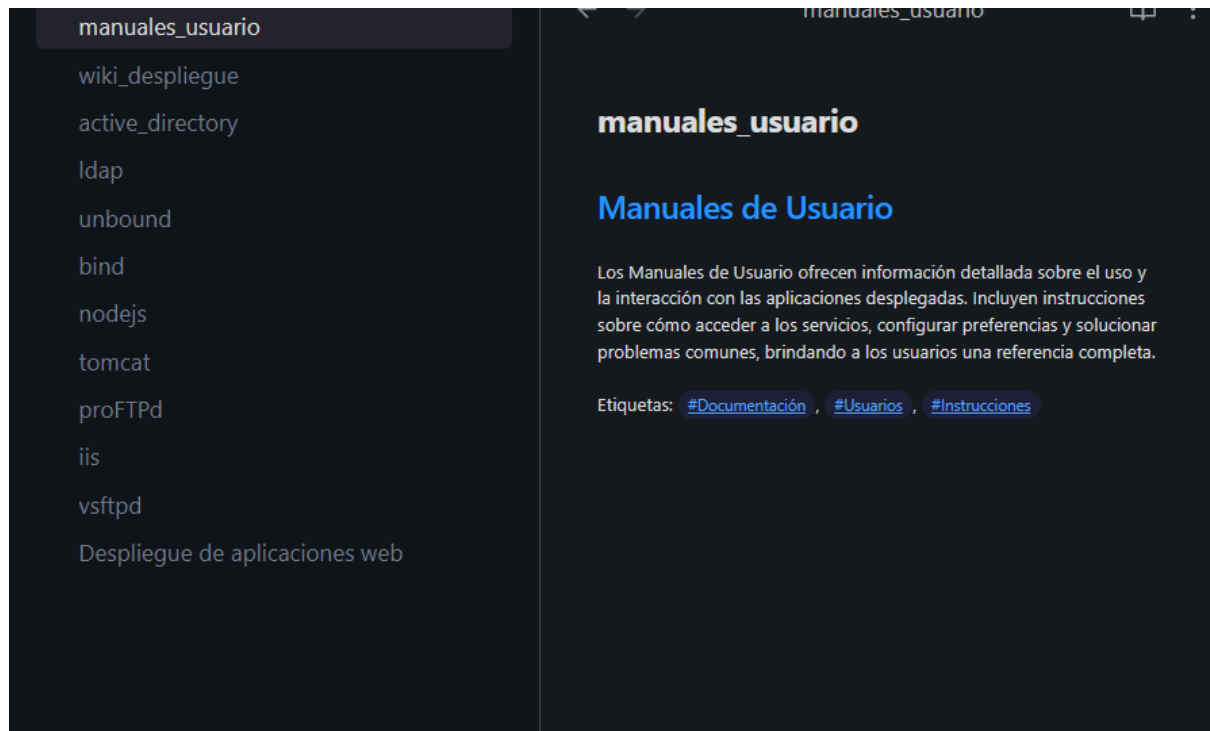 manuales_usuario
wiki_despliegue
active_directory
ldap
unbound
bind
nodejs
tomcat
proFTPd
iis
vsftpd
Despliegue de aplicaciones web
manuales_usuario
manuales_usuario
Manuales de Usuario
Los Manuales de Usuario ofrecen información detallada sobre el uso y
la interacción con las aplicaciones desplegadas. Incluyen instrucciones
sobre cómo acceder a los servicios, configurar preferencias y solucionar
problemas comunes, brindando a los usuarios una referencia completa.
Etiquetas: #Documentación , #Usuarios , #Instrucciones